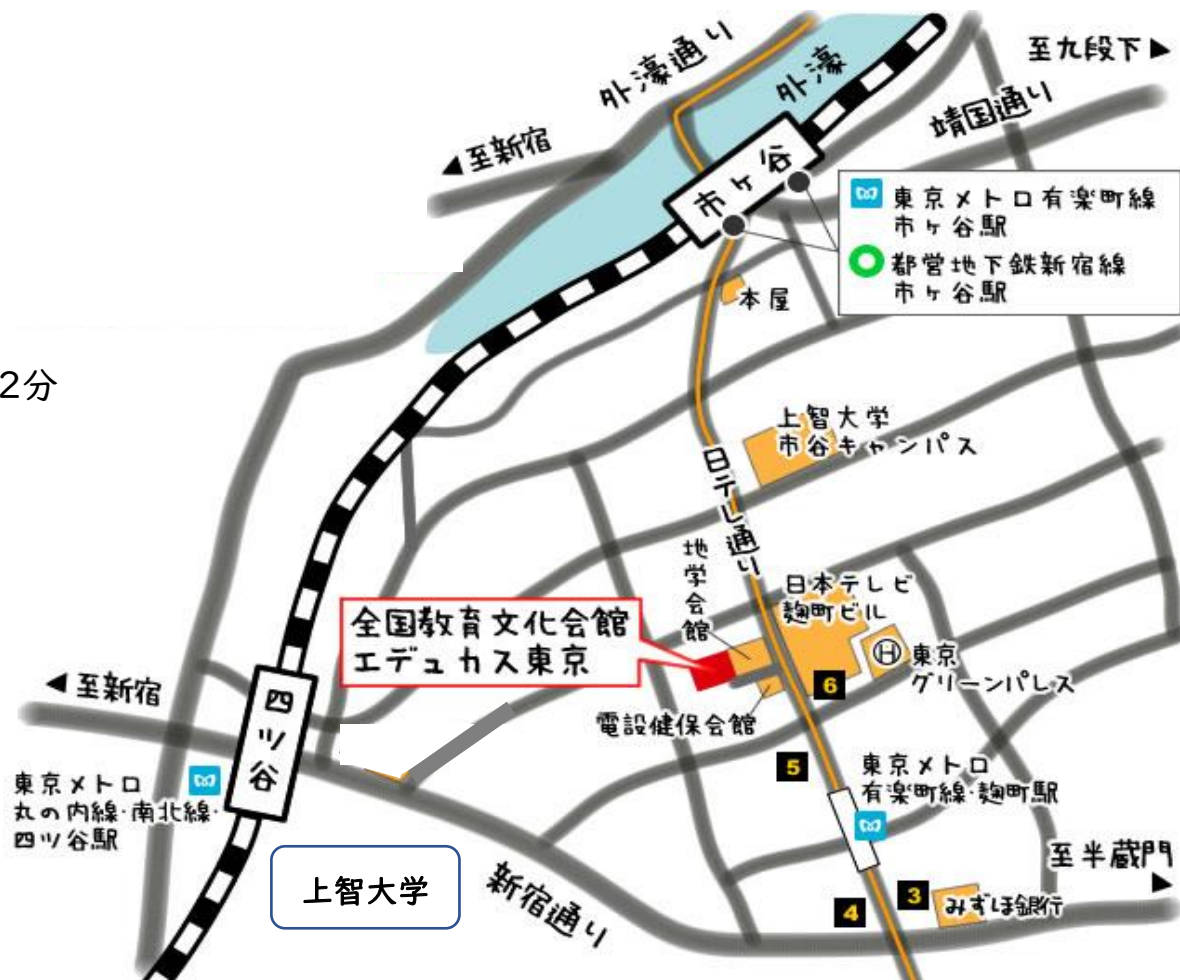 外濠通り
外濠
至九段下▶
靖国通り
◀至新宿
市ヶ谷
東京メトロ有楽町線
市ヶ谷駅
都営地下鉄新宿線
市ヶ谷駅
本屋
2分
上智大学
市谷キャンパス
日テレ通り
地学会館
日本テレビ
麹町ビル
全国教育文化会館
エデュカス東京
H
東京
グリーンパレス
6
◀至新宿
四ツ谷
電設健保会館
5
東京メトロ
有楽町線・麹町駅
東京メトロ
丸の内線・南北線・
四ツ谷駅
至半蔵門
▶
上智大学
新宿通り
4
3
みずほ銀行